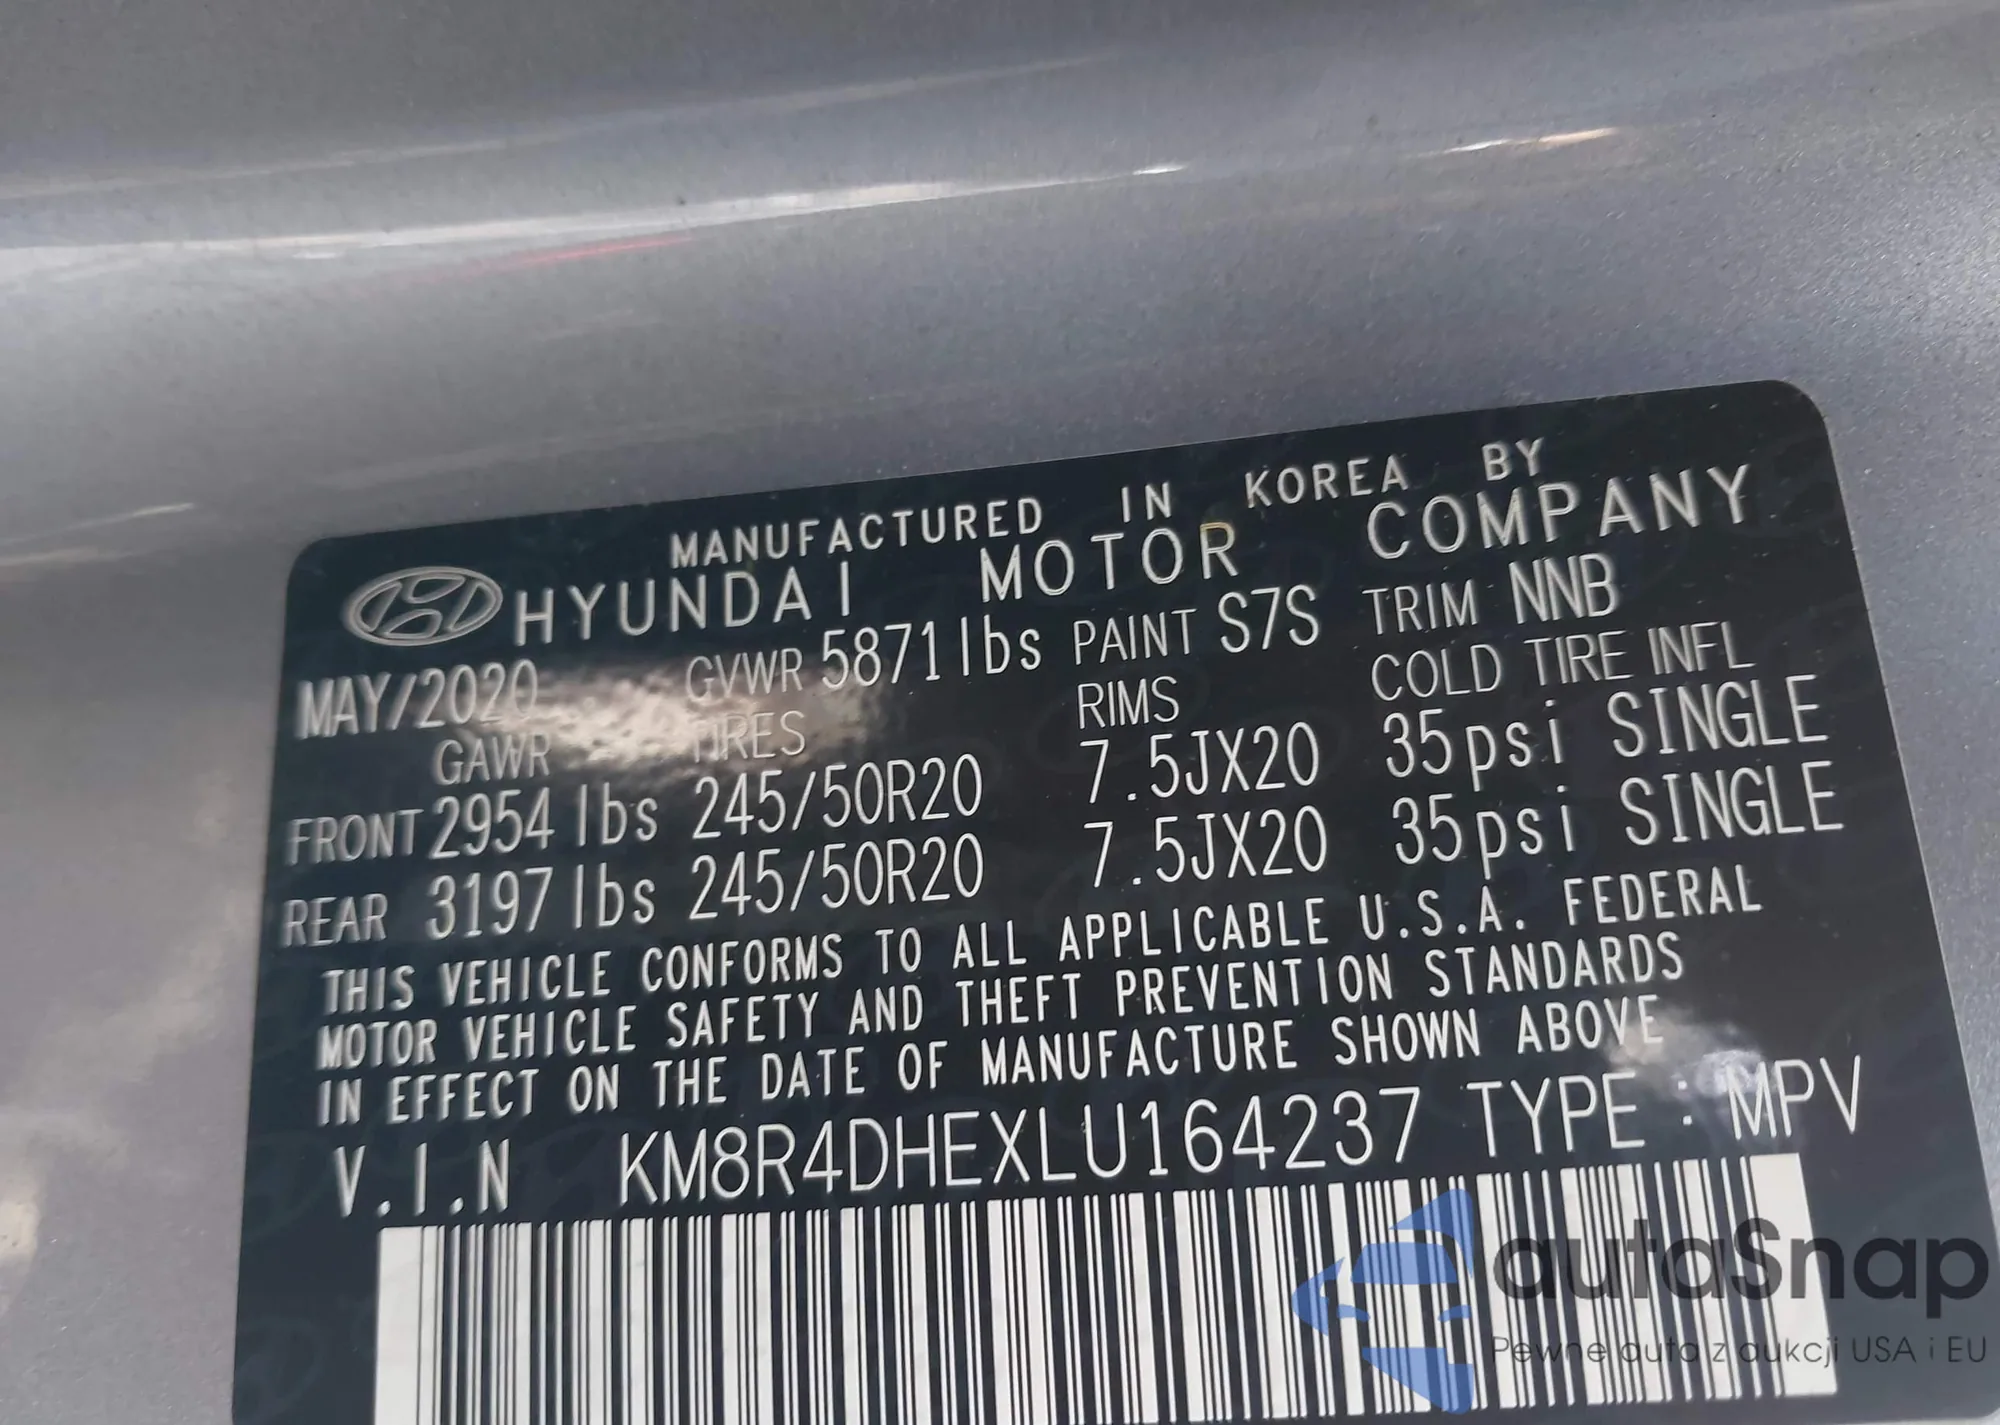 MANUFACTURED IN KOREA BY
HYUNDAI MOTOR COMPANY
MAY/2020 GVWR 5871lbs PAINT S7S TRIM NNB
GAWR TIRES RIMS COLD TIRE INFL
FRONT 2954 lbs 245/50R20 7.5JX20 35psi SINGLE
REAR 3197 lbs 245/50R20 7.5JX20 35psi SINGLE
THIS VEHICLE CONFORMS TO ALL APPLICABLE U.S.A. FEDERAL
MOTOR VEHICLE SAFETY AND THEFT PREVENTION STANDARDS
IN EFFECT ON THE DATE OF MANUFACTURE SHOWN ABOVE
V.I.N KM8R4DHEXLU164237 TYPE : MPV
autaSnap
Pewne auta z aukcji USA i EU